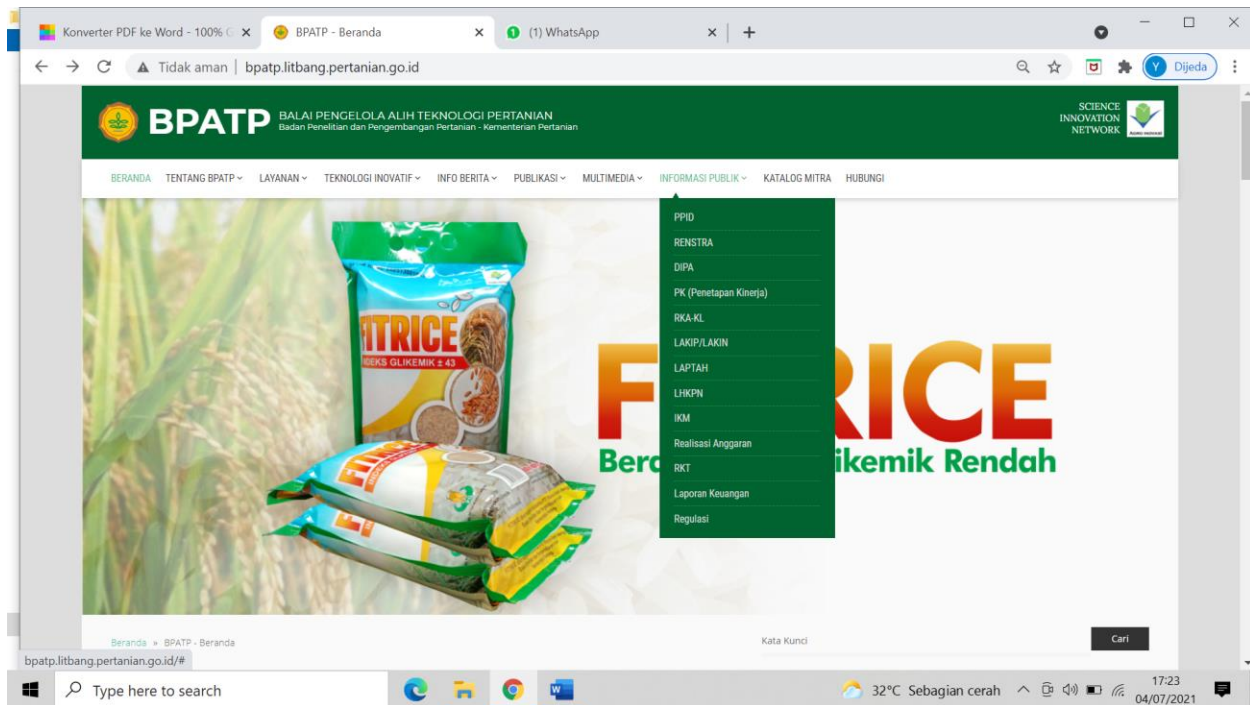 Konverter PDF ke Word - 100% G
BPATP - Beranda
(1) WhatsApp
Tidak aman | bpatp.litbang.pertanian.go.id
Y Dijeda
BPATP
BALAI PENGELOLA ALIH TEKNOLOGI PERTANIAN
Badan Penelitian dan Pengembangan Pertanian - Kementerian Pertanian
SCIENCE
INNOVATION
NETWORK
BERANDA TENTANG BPATP LAYANAN TEKNOLOGI INOVATIF INFO BERITA PUBLIKASI MULTIMEDIA INFORMASI PUBLIK KATALOG MITRA HUBUNGI
PPID
RENSTRA
DIPA
PK (Penetapan Kinerja)
RKA-KL
LAKIP/LAKIN
LAPTAH
LHKPN
IKM
Realisasi Anggaran
RKT
Laporan Keuangan
Regulasi
FITRICE
INDEKS GLIKEMIK ± 43
F RICE
Bera ikemik Rendah
Beranda » BPATP - Beranda
Kata Kunci
Cari
bpatp.litbang.pertanian.go.id/#
Type here to search
32°C Sebagian cerah
17:23
04/07/2021